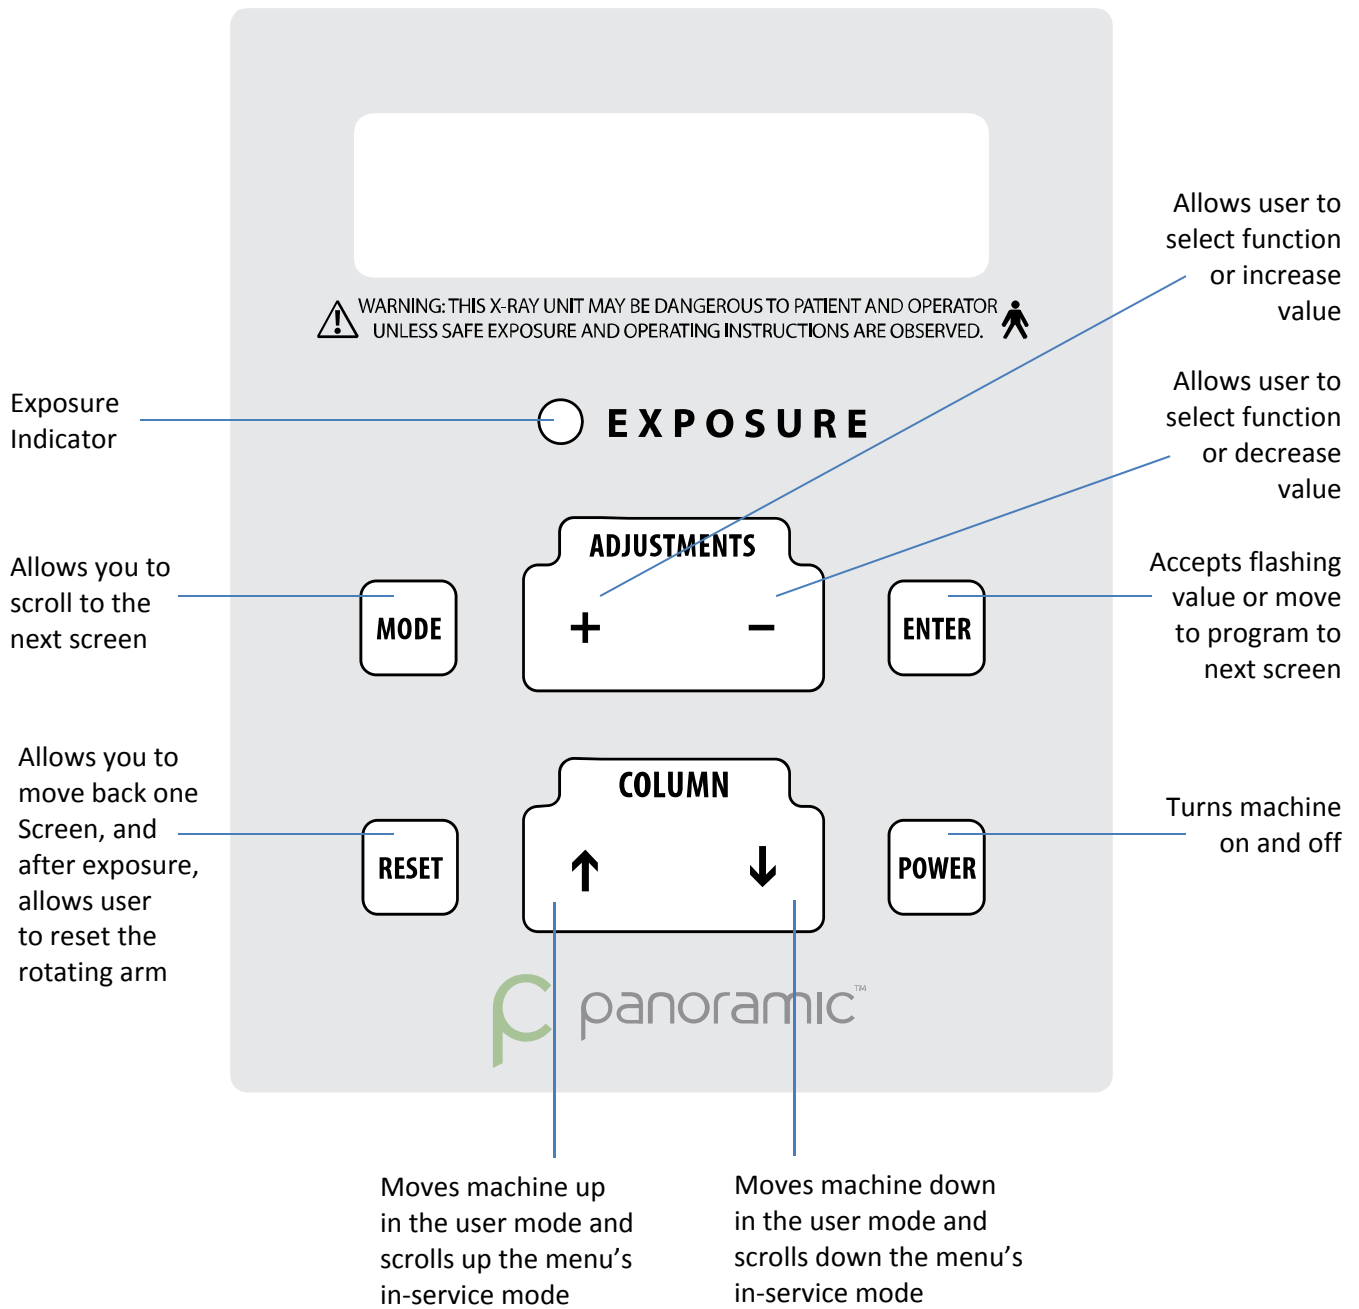 WARNING: THIS X-RAY UNIT MAY BE DANGEROUS TO PATIENT AND OPERATOR
UNLESS SAFE EXPOSURE AND OPERATING INSTRUCTIONS ARE OBSERVED.
Allows user to
select function
or increase
value
Exposure
Indicator
EXPOSURE
Allows user to
select function
or decrease
value
Allows you to
scroll to the
next screen
MODE
ADJUSTMENTS
+ −
ENTER
Accepts flashing
value or move
to program to
next screen
Allows you to
move back one
Screen, and
after exposure,
allows user
to reset the
rotating arm
RESET
COLUMN
↑ ↓
POWER
Turns machine
on and off
panoramic™
Moves machine up
in the user mode and
scrolls up the menu’s
in-service mode
Moves machine down
in the user mode and
scrolls down the menu’s
in-service mode